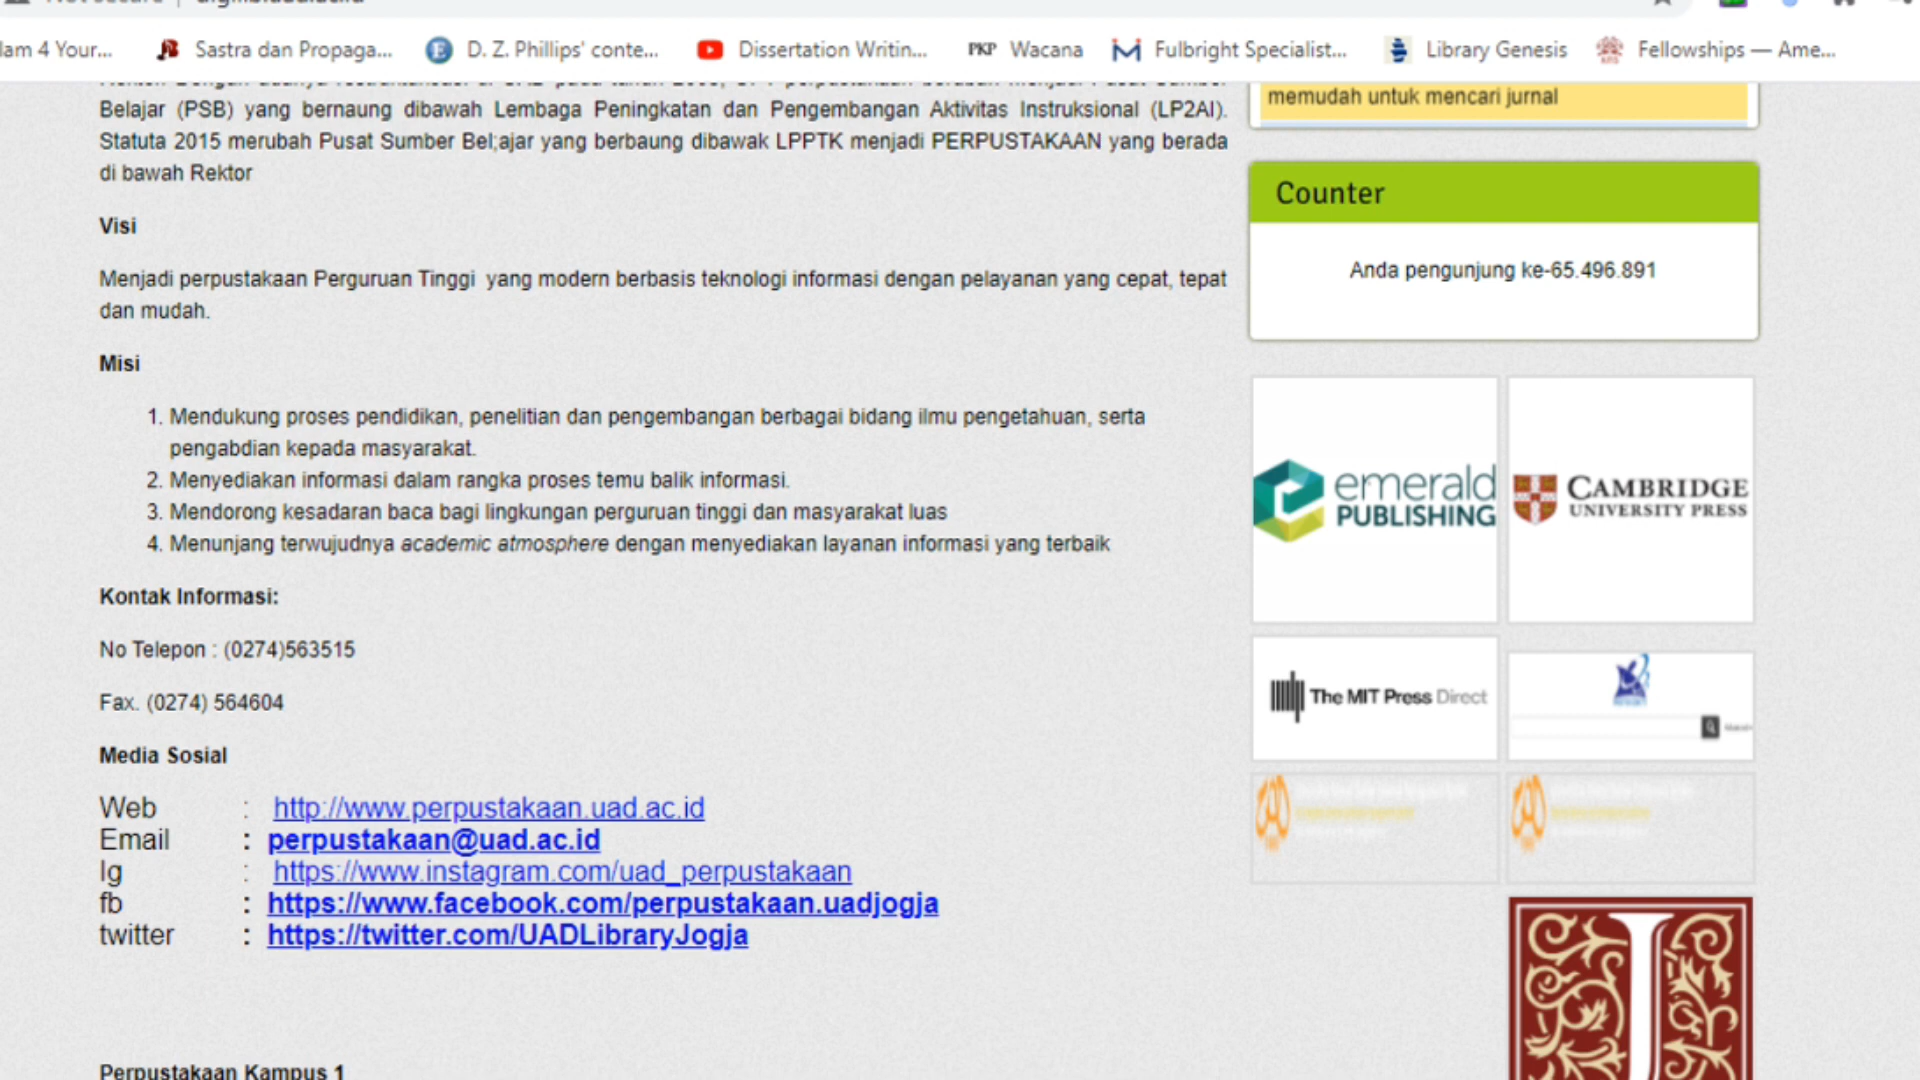 lam 4 Your...
Sastra dan Propaga...
D. Z. Phillips' conte...
Dissertation Writin...
PKP Wacana
Fulbright Specialist...
Library Genesis
Fellowships — Ame...
Belajar (PSB) yang bernaung dibawah Lembaga Peningkatan dan Pengembangan Aktivitas Instruksional (LP2AI).
Statuta 2015 merubah Pusat Sumber Bel;ajar yang berbaung dibawak LPPTK menjadi PERPUSTAKAAN yang berada
di bawah Rektor
Visi
Menjadi perpustakaan Perguruan Tinggi yang modern berbasis teknologi informasi dengan pelayanan yang cepat, tepat
dan mudah.
Misi
1. Mendukung proses pendidikan, penelitian dan pengembangan berbagai bidang ilmu pengetahuan, serta
pengabdian kepada masyarakat.
2. Menyediakan informasi dalam rangka proses temu balik informasi.
3. Mendorong kesadaran baca bagi lingkungan perguruan tinggi dan masyarakat luas
4. Menunjang terwujudnya academic atmosphere dengan menyediakan layanan informasi yang terbaik
Kontak Informasi:
No Telepon : (0274)563515
Fax. (0274) 564604
Media Sosial
Web : http://www.perpustakaan.uad.ac.id
Email : perpustakaan@uad.ac.id
Ig : https://www.instagram.com/uad_perpustakaan
fb : https://www.facebook.com/perpustakaan.uadjogja
twitter : https://twitter.com/UADLibraryJogja
Perpustakaan Kampus 1
memudah untuk mencari jurnal
Counter
Anda pengunjung ke-65.496.891
emerald
PUBLISHING
CAMBRIDGE
UNIVERSITY PRESS
The MIT Press Direct
J